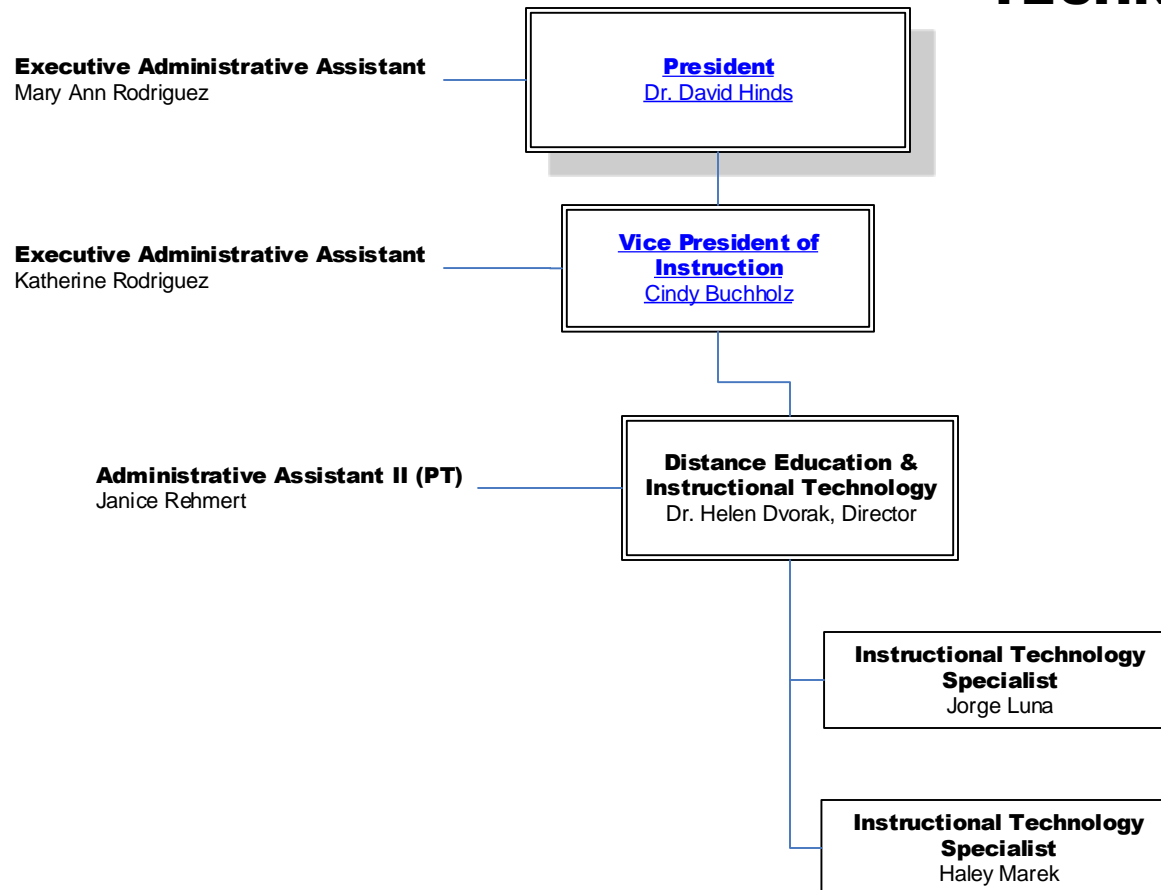 Executive Administrative Assistant
Mary Ann Rodriguez
President
Dr. David Hinds
Executive Administrative Assistant
Katherine Rodriguez
Vice President of
Instruction
Cindy Buchholz
Administrative Assistant II (PT)
Janice Rehmert
Distance Education &
Instructional Technology
Dr. Helen Dvorak, Director
Instructional Technology
Specialist
Jorge Luna
Instructional Technology
Specialist
Haley Marek